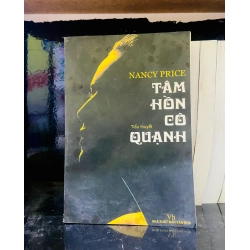 NANCY PRICE
TÂM
HỒN
CÔ
Tiểu thuyết
QUẠNH